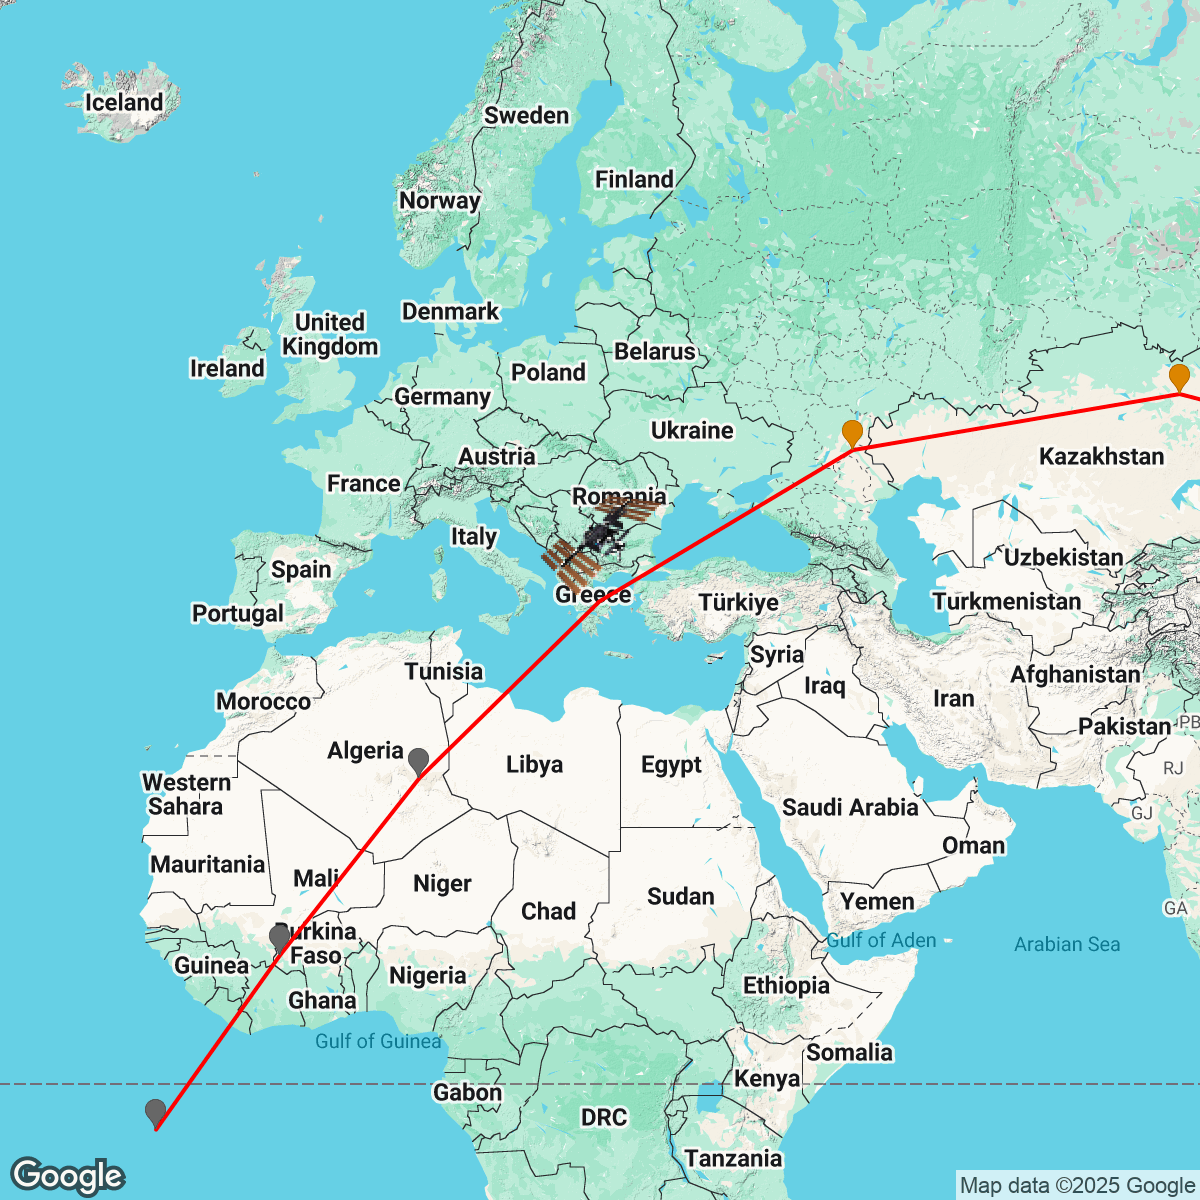 Iceland
Sweden
Finland
Norway
Denmark
United
Kingdom
Ireland
Belarus
Poland
Germany
Ukraine
Austria
Kazakhstan
France
Romania
Italy
Uzbekistan
Spain
Greece
Türkiye
Turkmenistan
Portugal
Syria
Tunisia
Afghanistan
Iraq
Iran
Morocco
Pakistan
PB
Algeria
Libya
Egypt
RJ
Western
Sahara
Saudi Arabia
GJ
Oman
Mauritania
Mali
Niger
Sudan
Yemen
Chad
GA
Burkina
Faso
Gulf of Aden
Arabian Sea
Guinea
Nigeria
Ethiopia
Ghana
Gulf of Guinea
Somalia
Kenya
Gabon
DRC
Tanzania
Google
Map data ©2025 Google